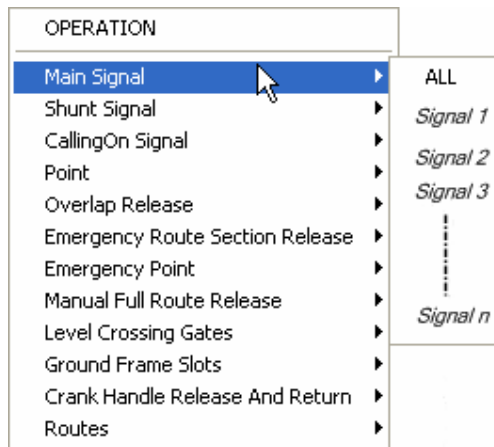 OPERATION
Main Signal
Shunt Signal
CallingOn Signal
Point
Overlap Release
Emergency Route Section Release
Emergency Point
Manual Full Route Release
Level Crossing Gates
Ground Frame Slots
Crank Handle Release And Return
Routes
ALL
Signal 1
Signal 2
Signal 3
Signal n